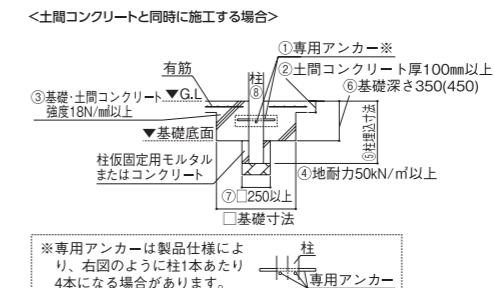 <土間コンクリートと同時に施工する場合>
①専用アンカー※
有筋
柱
⑧
②土間コンクリート厚100mm以上
③基礎・土間コンクリート
強度18N/m㎡以上
▼G.L
⑥基礎深さ350(450)
▼基礎底面
⑤柱埋込寸法
柱仮固定用モルタル
またはコンクリート
④地耐力50kN/㎡以上
⑦□250以上
□基礎寸法
※専用アンカーは製品仕様によ
り、右図のように柱1本あたり
4本になる場合があります。
柱
専用アンカー